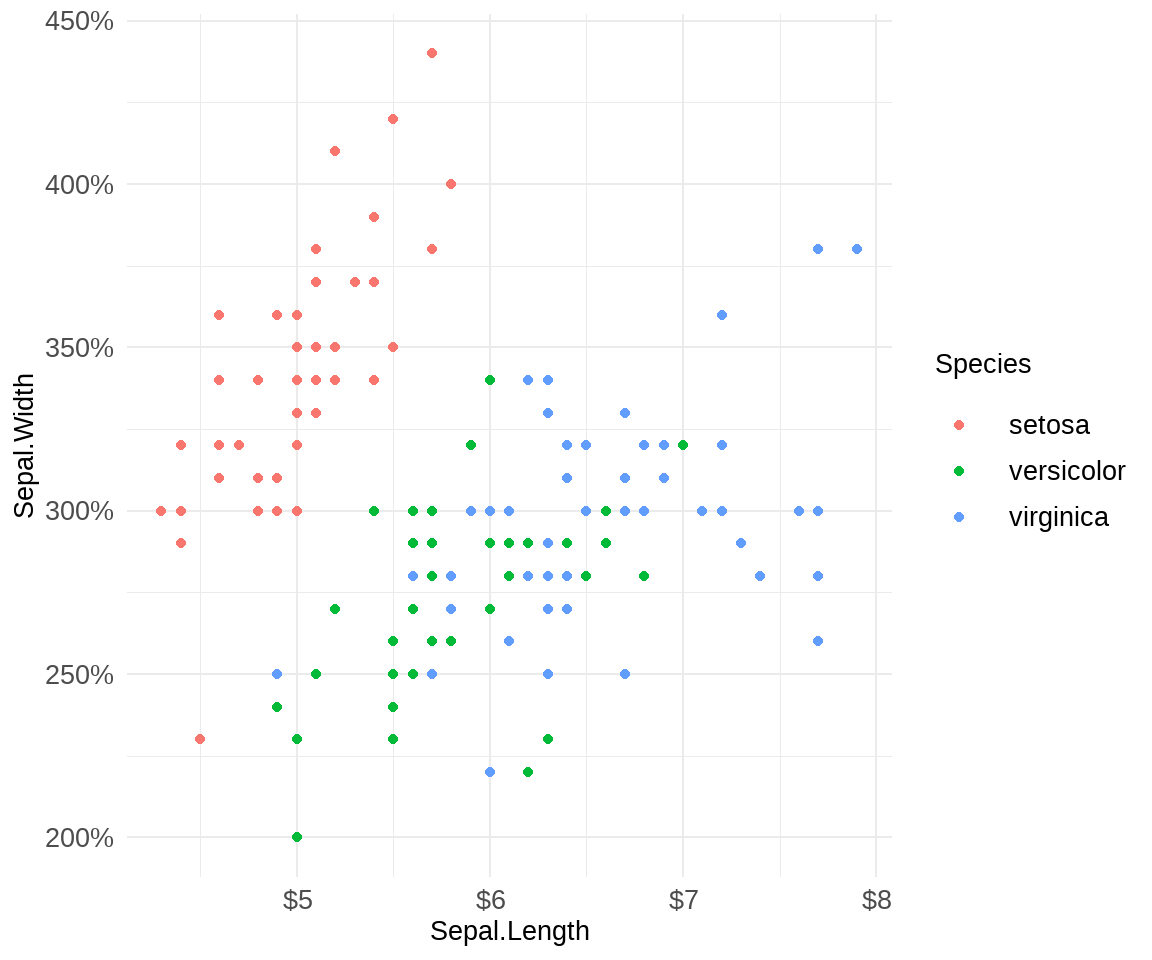 450%
400%
350%
300%
250%
200%
Sepal.Width
$5 $6 $7 $8
Sepal.Length
Species
setosa
versicolor
virginica